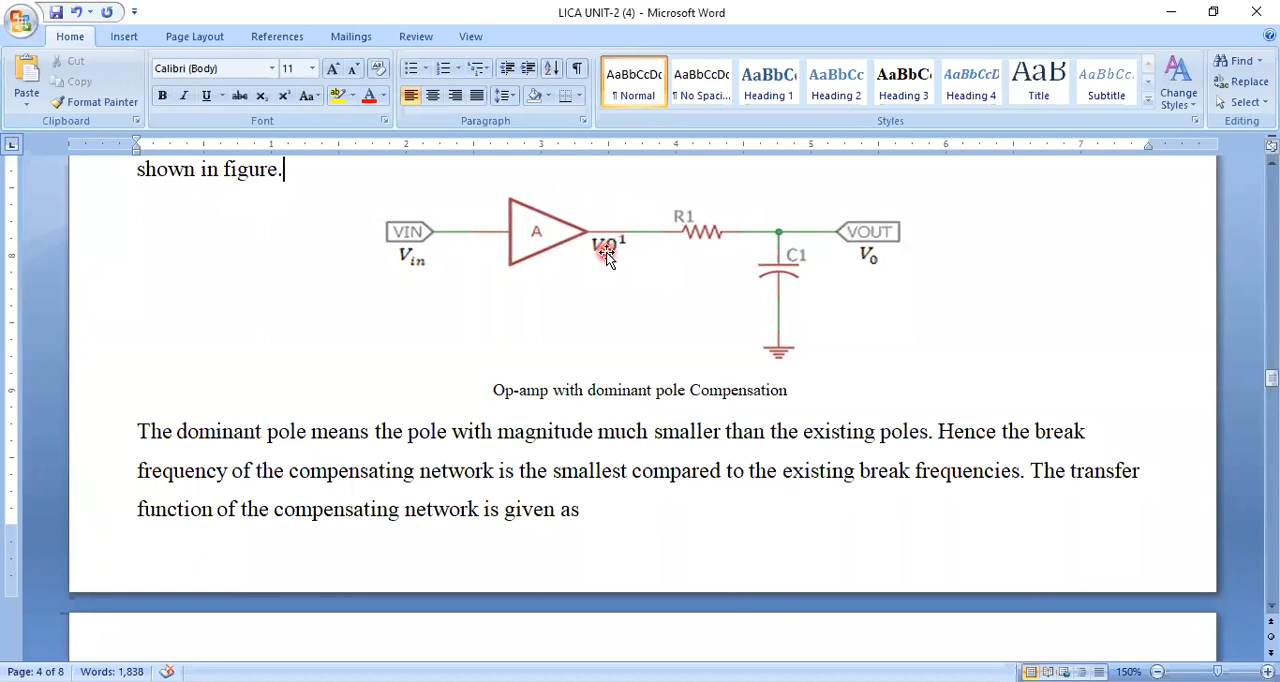 LICA UNIT-2 (4) - Microsoft Word
Home Insert Page Layout References Mailings Review View
Paste
Cut
Copy
Format Painter
Clipboard
Calibri (Body) 11
Font
Paragraph
AaBbCcDc AaBbCcDc AaBbC AaBbCc AaBbC AaBbCcD AaB AaBbCc.
¶ Normal ¶ No Spaci... Heading 1 Heading 2 Heading 3 Heading 4 Title Subtitle
Change Styles
Styles
Find
Replace
Select
Editing
2 3 4 5 6 7
shown in figure.
VIN A R1 VOUT
Vin C1 V0
Op-amp with dominant pole Compensation
The dominant pole means the pole with magnitude much smaller than the existing poles. Hence the break
frequency of the compensating network is the smallest compared to the existing break frequencies. The transfer
function of the compensating network is given as
Page: 4 of 8 Words: 1,838 150%